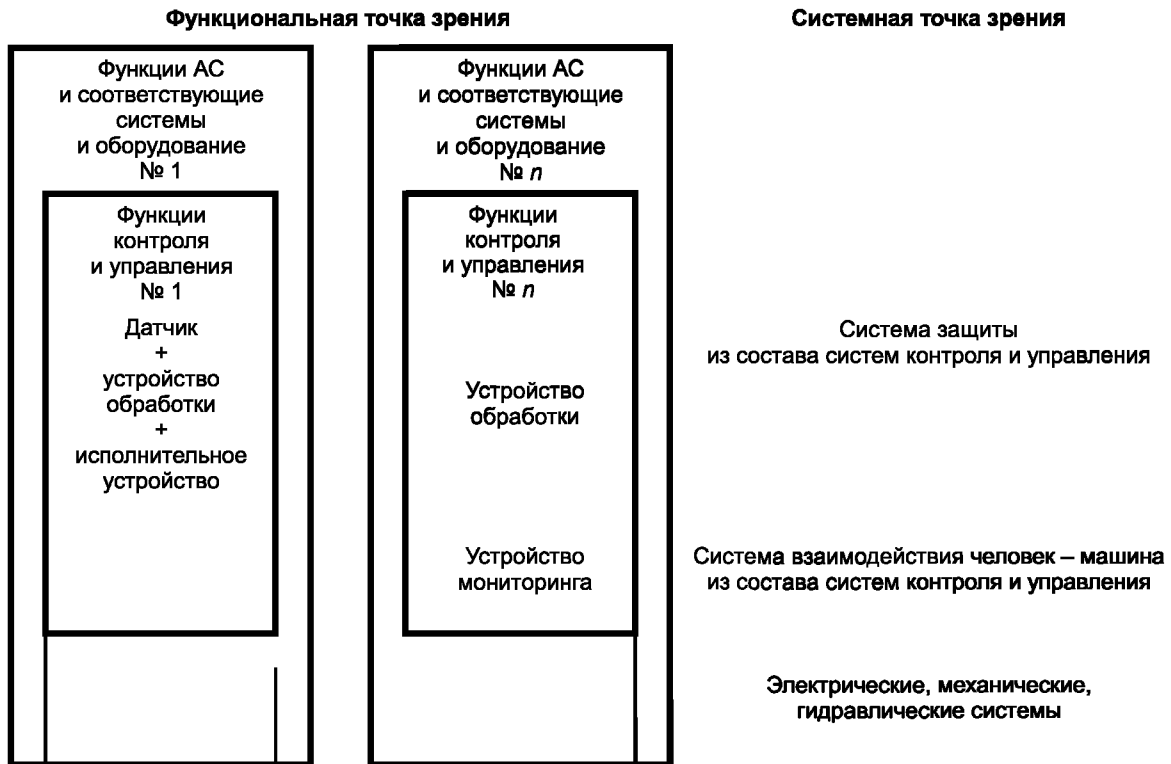 Функциональная точка зрения
Системная точка зрения
Функции АС
и соответствующие
системы
и оборудование
№ 1
Функции
контроля
и управления
№ 1
Датчик
+
устройство
обработки
+
исполнительное
устройство
Функции АС
и соответствующие
системы
и оборудование
№ n
Функции
контроля
и управления
№ n
Устройство
обработки
Устройство
мониторинга
Система защиты
из состава систем контроля и управления
Система взаимодействия человек – машина
из состава систем контроля и управления
Электрические, механические,
гидравлические системы